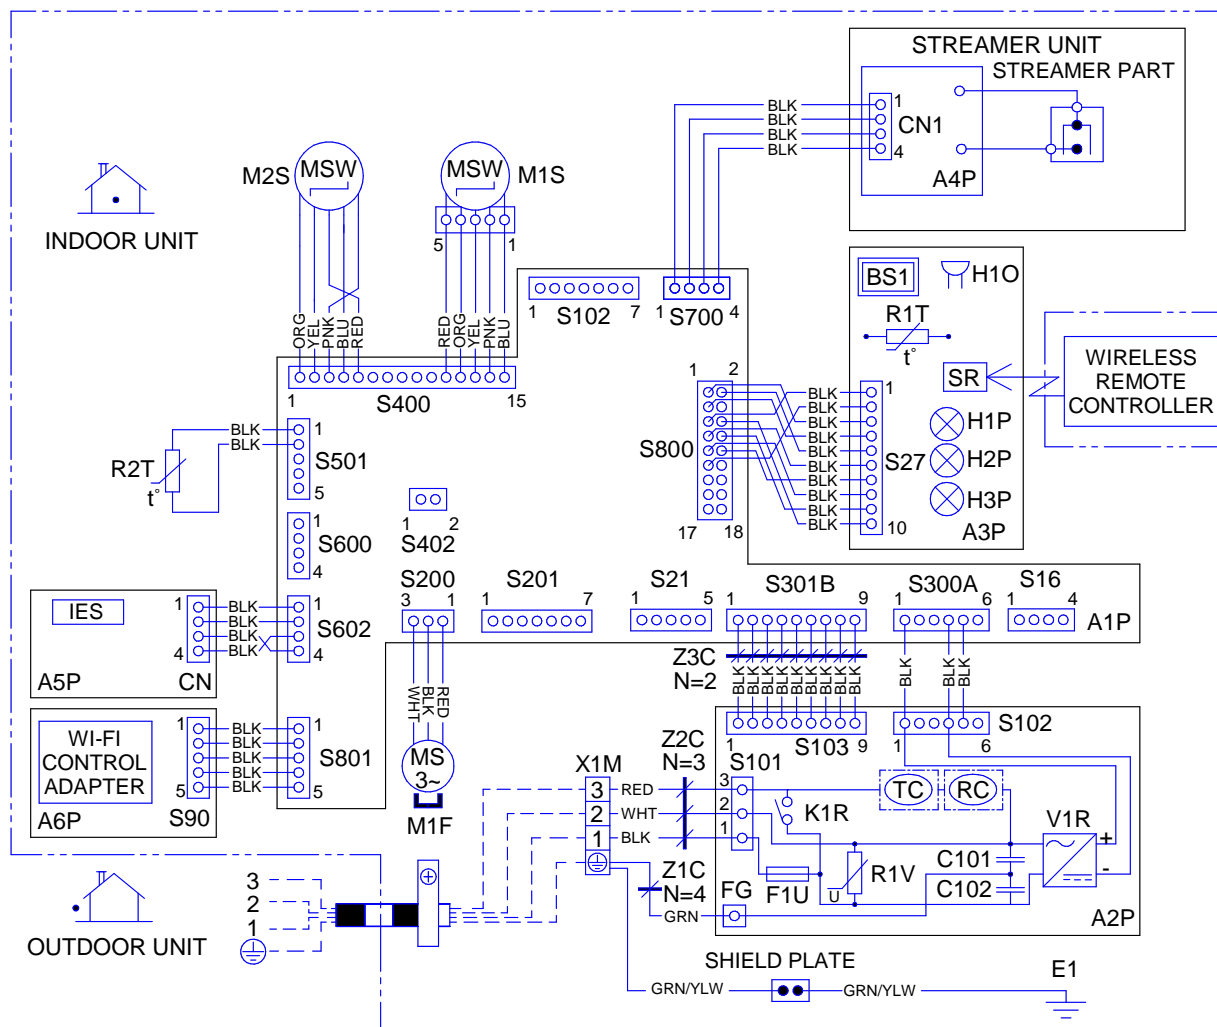 STREAMER UNIT
STREAMER PART
BLK
BLK
BLK
BLK
1
CN1
4
A4P
M2S
MSW
MSW
M1S
5
1
INDOOR UNIT
ORG
YEL
PNK
BLU
RED
RED
ORG
YEL
PNK
BLU
1
S102
7
1
S700
4
BS1
H1O
R1T
t°
SR
WIRELESS
REMOTE
CONTROLLER
H1P
H2P
H3P
A3P
1
S400
15
1
2
S800
17
18
BLK
BLK
BLK
BLK
BLK
BLK
BLK
BLK
BLK
BLK
1
S27
10
R2T
t°
BLK
BLK
1
S501
5
1
S402
2
1
S600
4
IES
A5P
CN
1
4
BLK
BLK
BLK
BLK
1
S602
4
S200
3
1
S201
1
7
S21
1
5
S301B
1
9
S300A
1
6
S16
1
4
A1P
WHT
BLK
RED
MS
3~
M1F
Z3C
N=2
BLK
BLK
BLK
BLK
BLK
BLK
BLK
BLK
BLK
BLK
BLK
BLK
WI-FI
CONTROL
ADAPTER
A6P
S90
1
5
BLK
BLK
BLK
BLK
BLK
1
S801
5
X1M
3
2
1
RED
WHT
BLK
Z2C
N=3
S101
3
2
1
1
S103
9
1
S102
6
K1R
TC
RC
V1R
+
-
C101
C102
R1V
U
F1U
FG
A2P
Z1C
N=4
GRN
3
2
1
OUTDOOR UNIT
SHIELD PLATE
GRN/YLW
GRN/YLW
E1